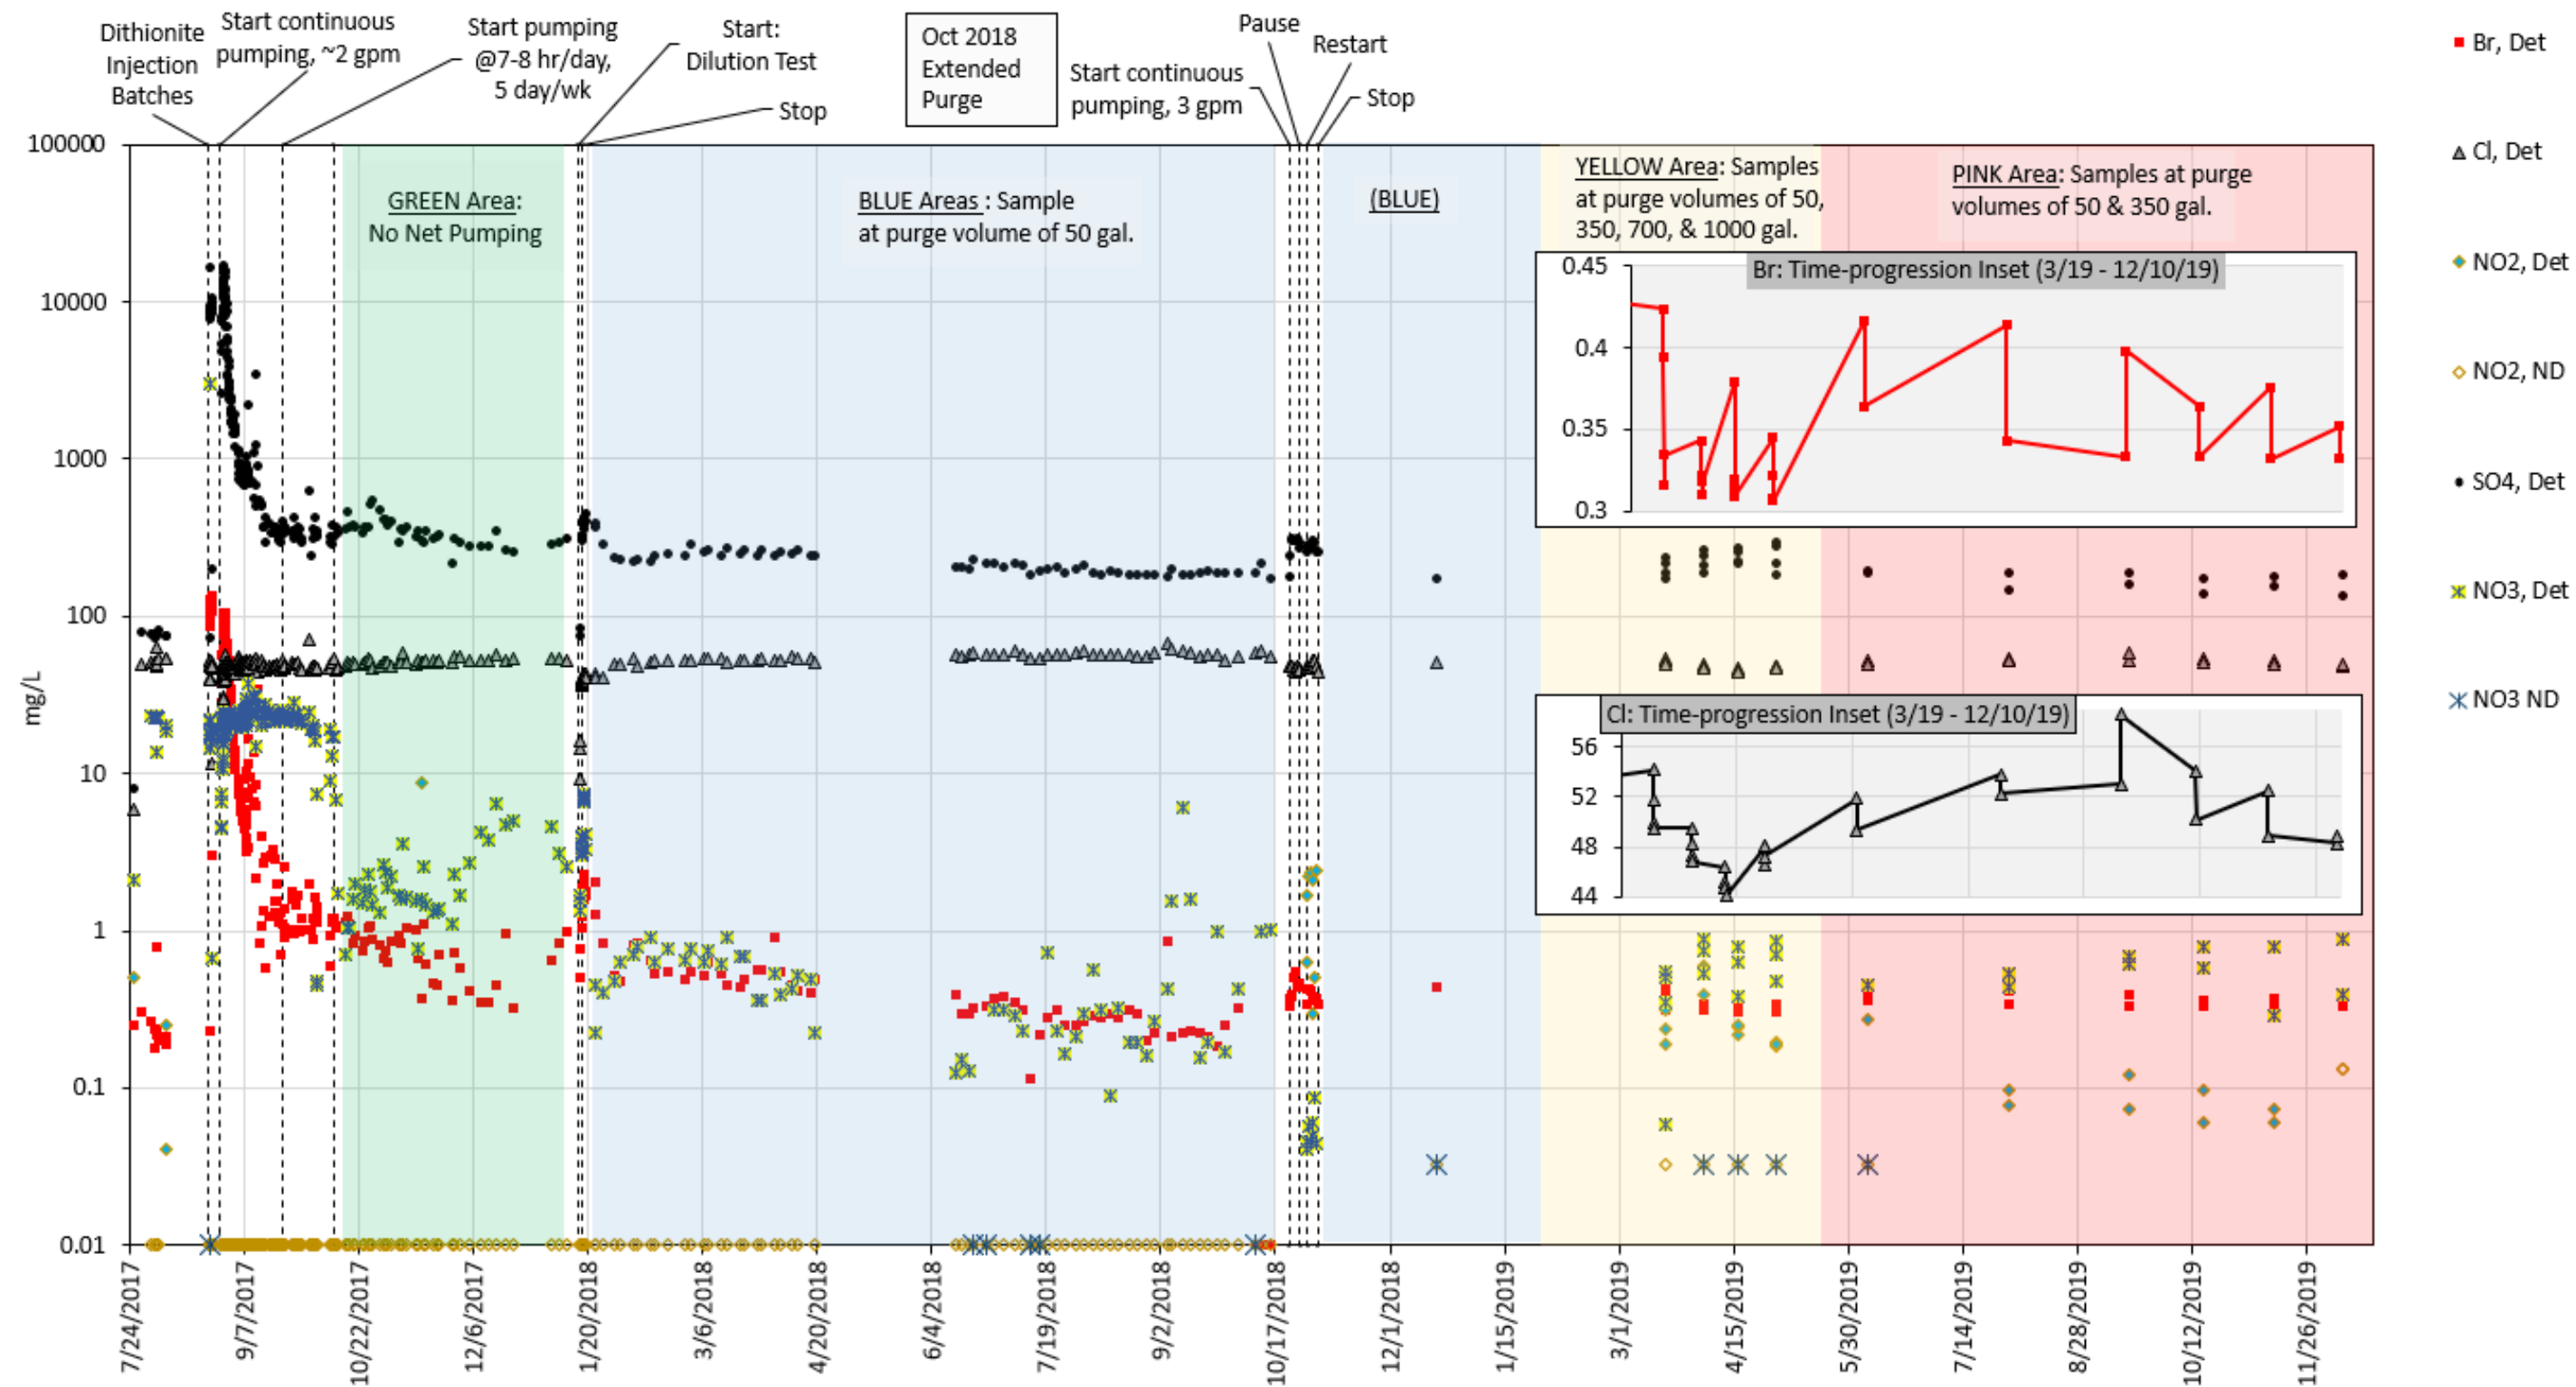 Dithionite
Injection
Batches
Start continuous
pumping, ~2 gpm
Start pumping
@7-8 hr/day,
5 day/wk
Start:
Dilution Test
Stop
Oct 2018
Extended
Purge
Start continuous
pumping, 3 gpm
Pause
Restart
Stop
Br, Det
Cl, Det
NO2, Det
NO2, ND
SO4, Det
NO3, Det
NO3 ND
mg/L
100000
10000
1000
100
10
1
0.1
0.01
GREEN Area:
No Net Pumping
BLUE Areas : Sample
at purge volume of 50 gal.
(BLUE)
YELLOW Area: Samples
at purge volumes of 50,
350, 700, & 1000 gal.
PINK Area: Samples at purge
volumes of 50 & 350 gal.
Br: Time-progression Inset (3/19 - 12/10/19)
0.45
0.4
0.35
0.3
Cl: Time-progression Inset (3/19 - 12/10/19)
56
52
48
44
7/24/2017
9/7/2017
10/22/2017
12/6/2017
1/20/2018
3/6/2018
4/20/2018
6/4/2018
7/19/2018
9/2/2018
10/17/2018
12/1/2018
1/15/2019
3/1/2019
4/15/2019
5/30/2019
7/14/2019
8/28/2019
10/12/2019
11/26/2019